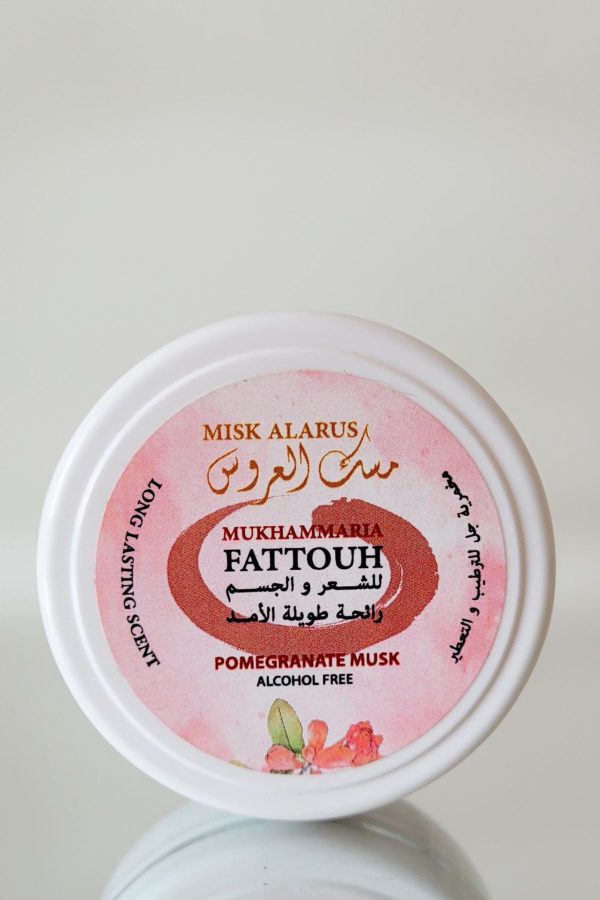 MISK ALARUS
مسك العروس
MUKHAMMARIA
FATTOUH
للشعر و الجسم
رائحة طويلة الأمد
POMEGRANATE MUSK
ALCOHOL FREE
LONG LASTING SCENT
مخمرية جل للترطيب و التعطير